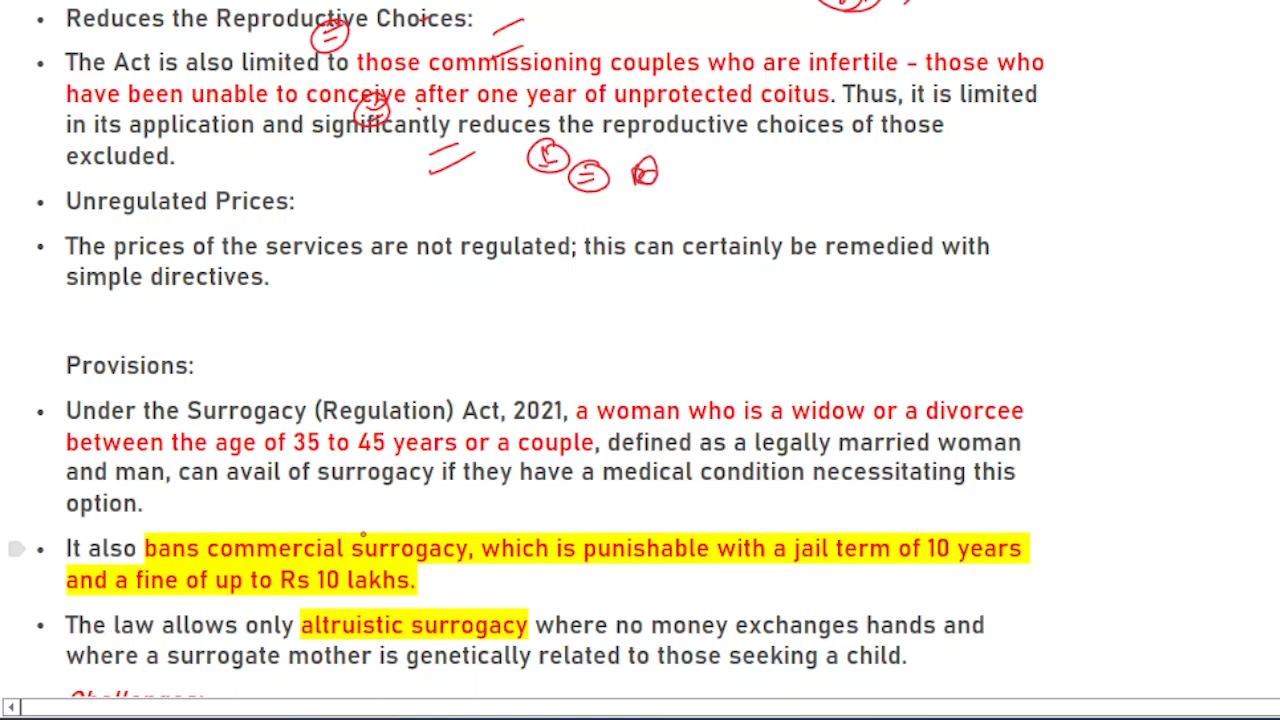 • Reduces the Reproductive Choices:
• The Act is also limited to those commissioning couples who are infertile - those who
have been unable to conceive after one year of unprotected coitus. Thus, it is limited
in its application and significantly reduces the reproductive choices of those
excluded.
• Unregulated Prices:
• The prices of the services are not regulated; this can certainly be remedied with
simple directives.
Provisions:
• Under the Surrogacy (Regulation) Act, 2021, a woman who is a widow or a divorcee
between the age of 35 to 45 years or a couple, defined as a legally married woman
and man, can avail of surrogacy if they have a medical condition necessitating this
option.
• It also bans commercial surrogacy, which is punishable with a jail term of 10 years
and a fine of up to Rs 10 lakhs.
• The law allows only altruistic surrogacy where no money exchanges hands and
where a surrogate mother is genetically related to those seeking a child.